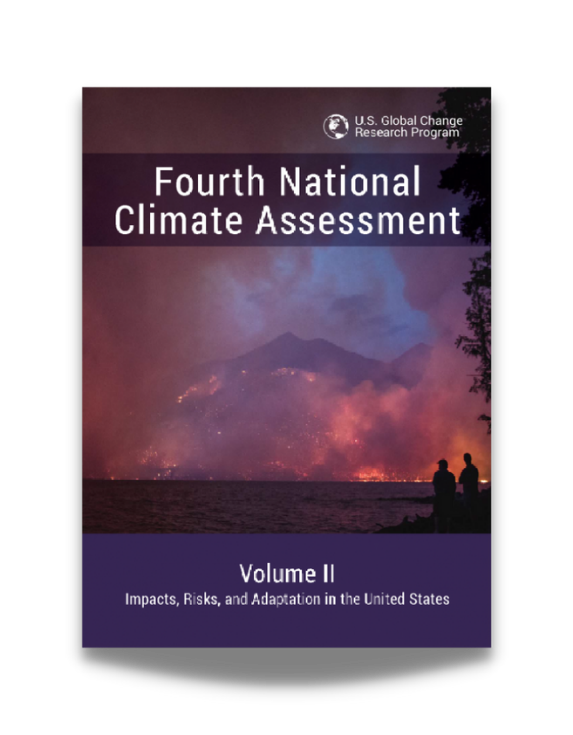 U.S. Global Change
Research Program
Fourth National
Climate Assessment
Volume II
Impacts, Risks, and Adaptation in the United States